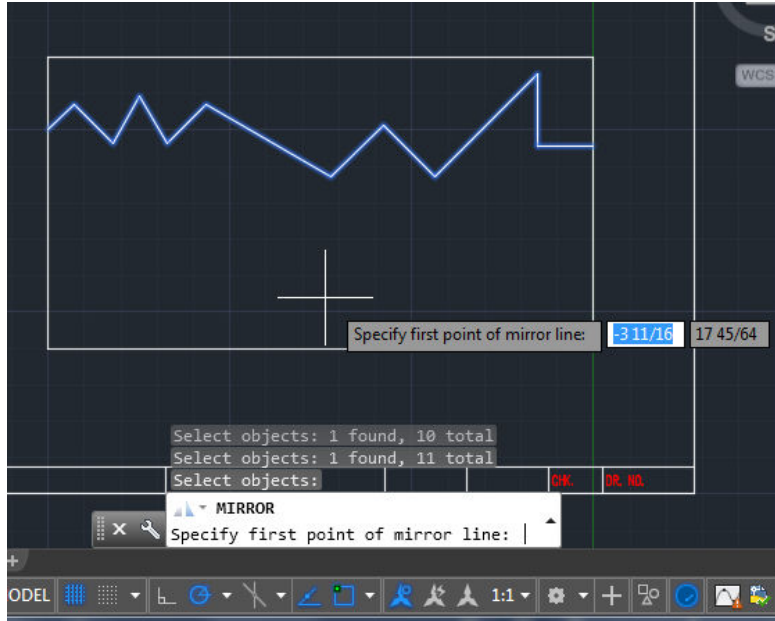 S
WCS
Specify first point of mirror line: -3 11/16 17 45/64
Select objects: 1 found, 10 total
Select objects: 1 found, 11 total
Select objects:
CHK. DR. NO.
MIRROR
Specify first point of mirror line:
+
ODEL 1:1